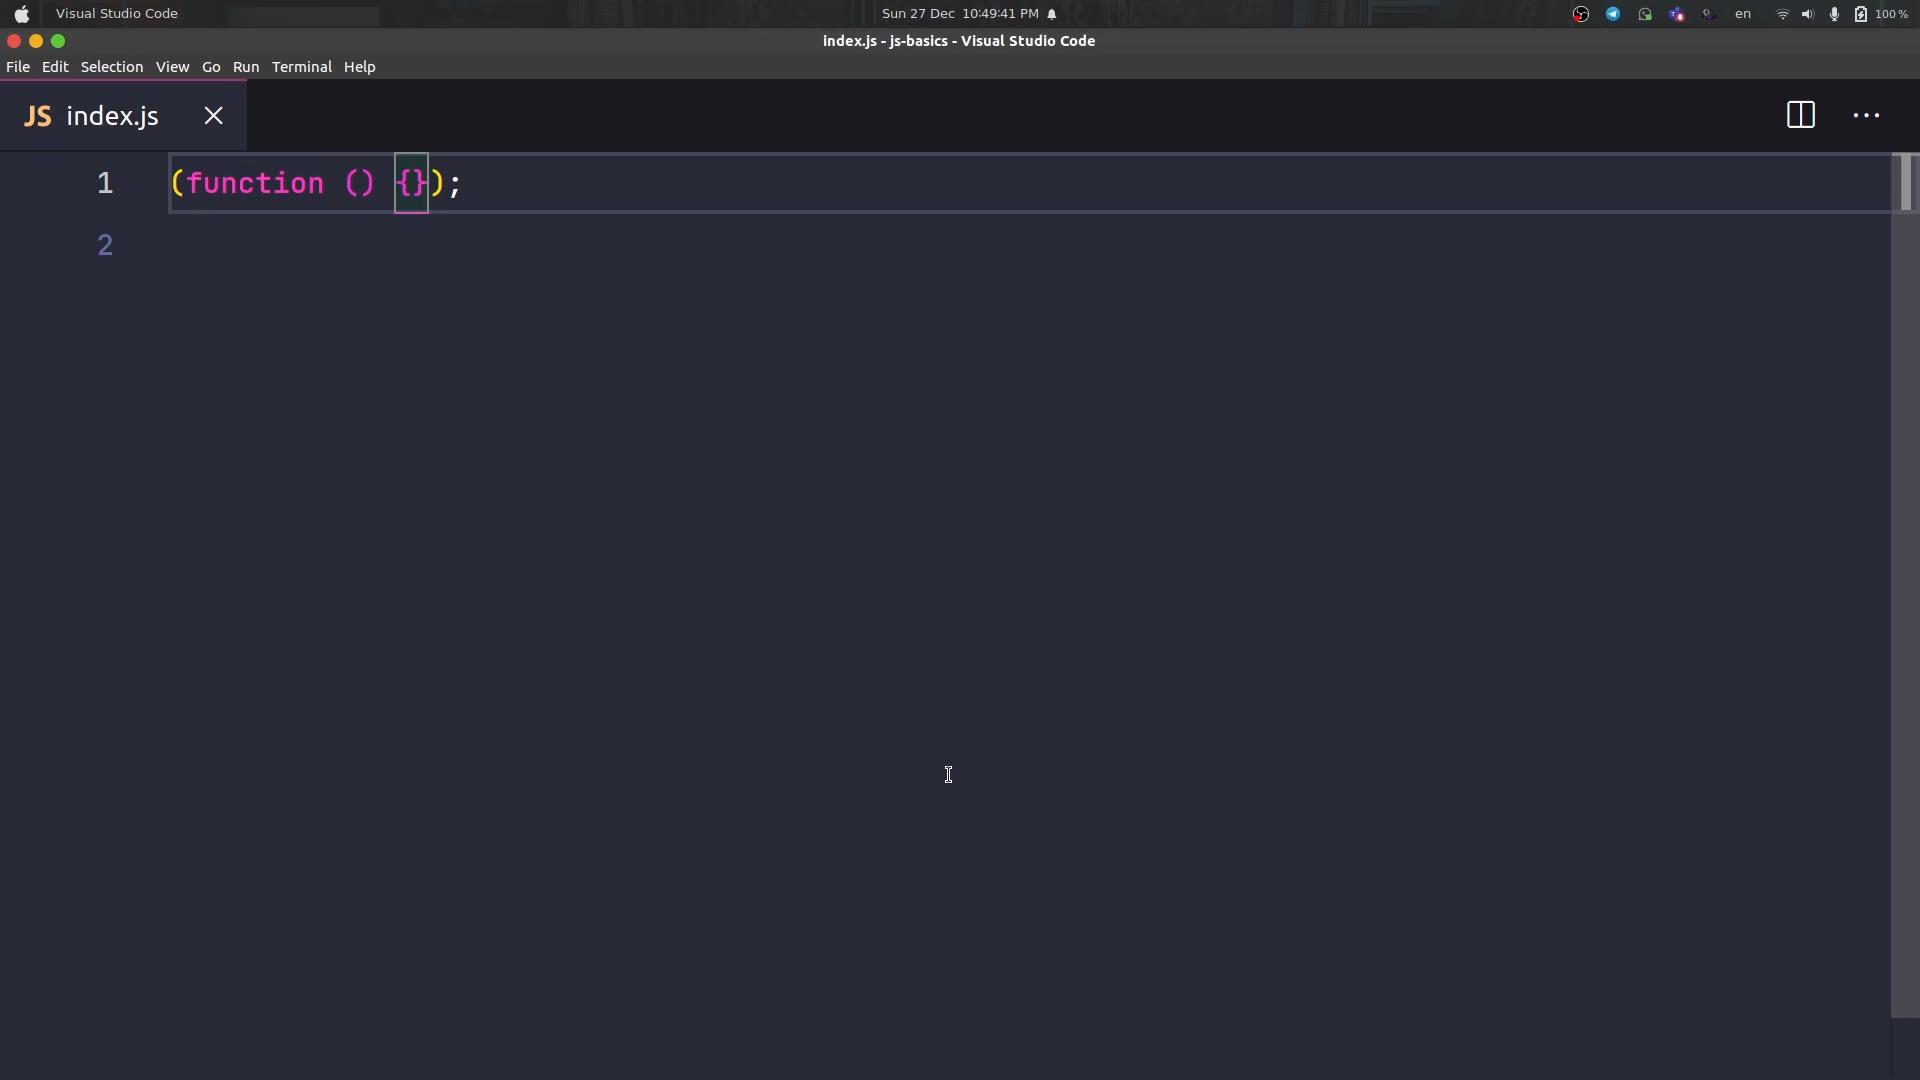 Visual Studio Code
Sun 27 Dec 10:49:41 PM
en
100 %
index.js - js-basics - Visual Studio Code
File Edit Selection View Go Run Terminal Help
JS index.js
1 (function () {});
2